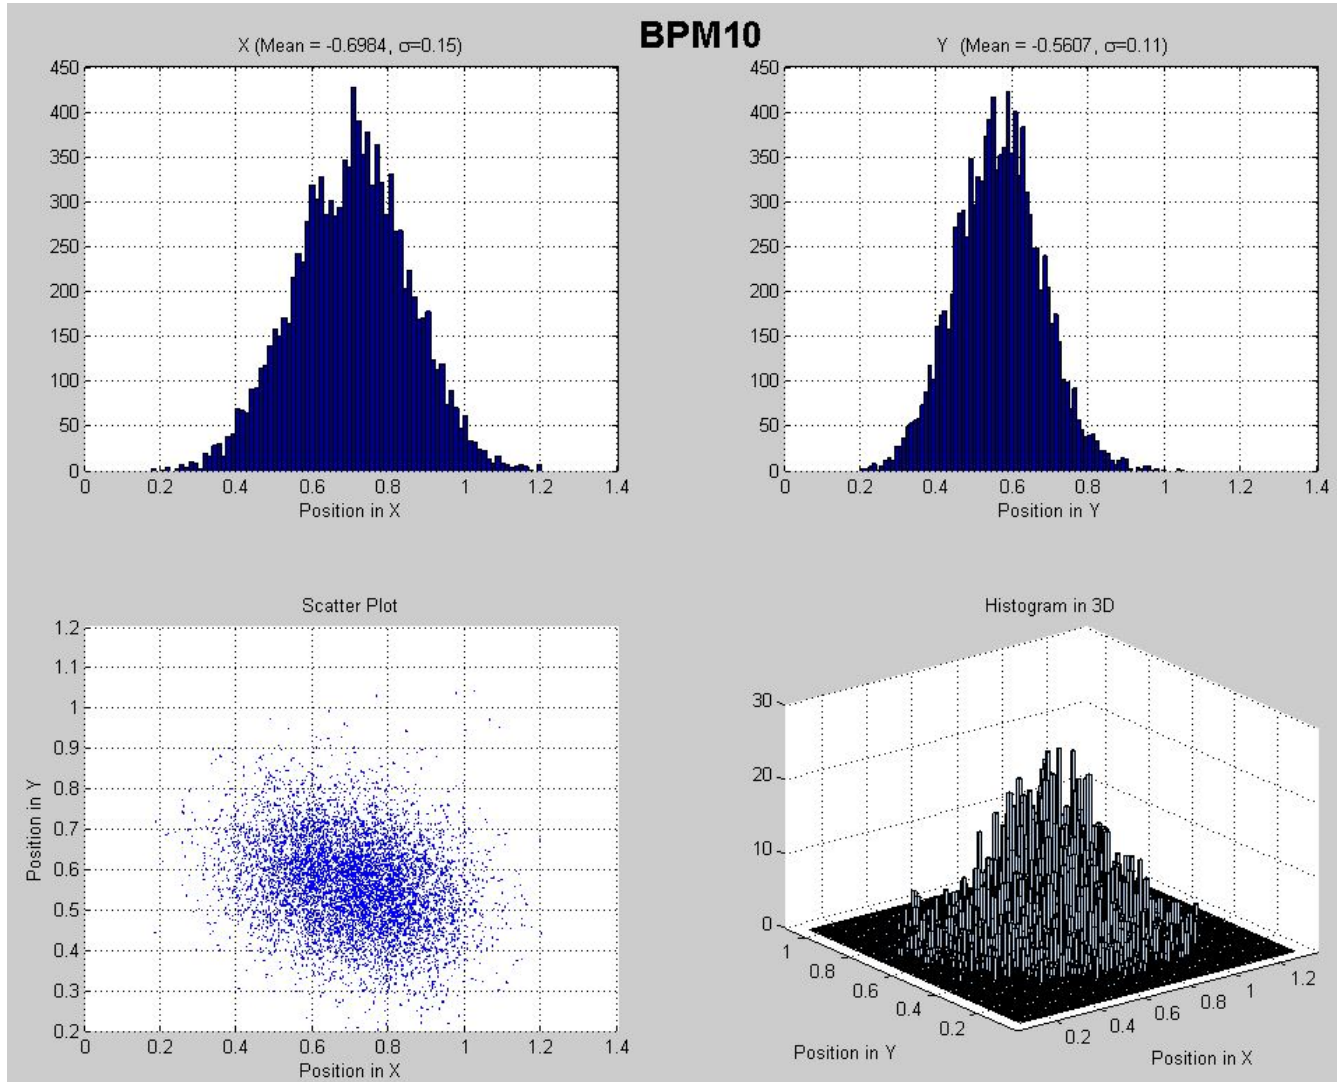 BPM10
X (Mean = -0.6984, σ=0.15)
450
400
350
300
250
200
150
100
50
0
0 0.2 0.4 0.6 0.8 1 1.2 1.4
Position in X
Y (Mean = -0.5607, σ=0.11)
450
400
350
300
250
200
150
100
50
0
0 0.2 0.4 0.6 0.8 1 1.2 1.4
Position in Y
Scatter Plot
Position in Y
1.2
1.1
1
0.9
0.8
0.7
0.6
0.5
0.4
0.3
0.2
0 0.2 0.4 0.6 0.8 1 1.2 1.4
Position in X
Histogram in 3D
30
20
10
0
1 0.8 0.6 0.4 0.2
Position in Y
0.2 0.4 0.6 0.8 1 1.2
Position in X